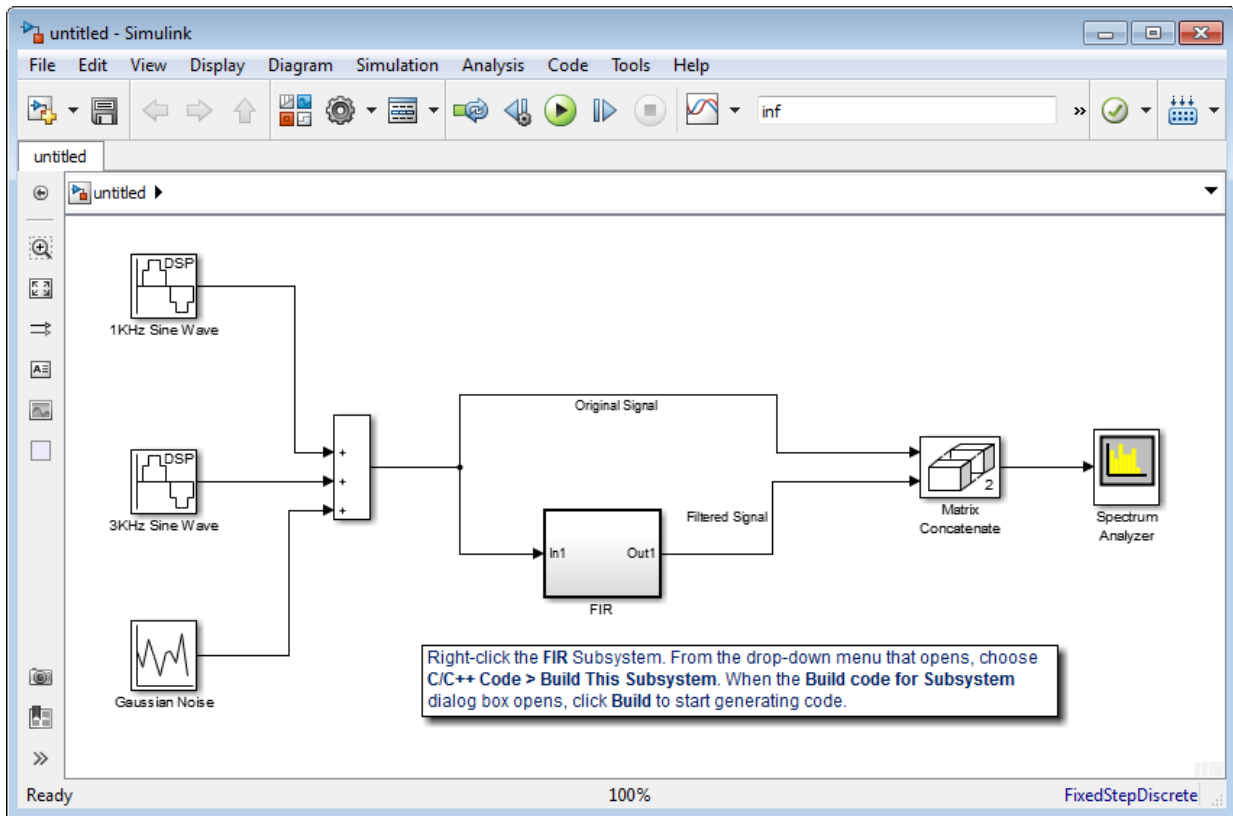 untitled - Simulink
File Edit View Display Diagram Simulation Analysis Code Tools Help
inf
untitled
untitled
DSP
1KHz Sine Wave
Original Signal
DSP
3KHz Sine Wave
+
+
+
2
Matrix
Concatenate
Spectrum
Analyzer
Filtered Signal
In1 Out1
FIR
Gaussian Noise
Right-click the FIR Subsystem. From the drop-down menu that opens, choose
C/C++ Code > Build This Subsystem. When the Build code for Subsystem
dialog box opens, click Build to start generating code.
Ready 100% FixedStepDiscrete